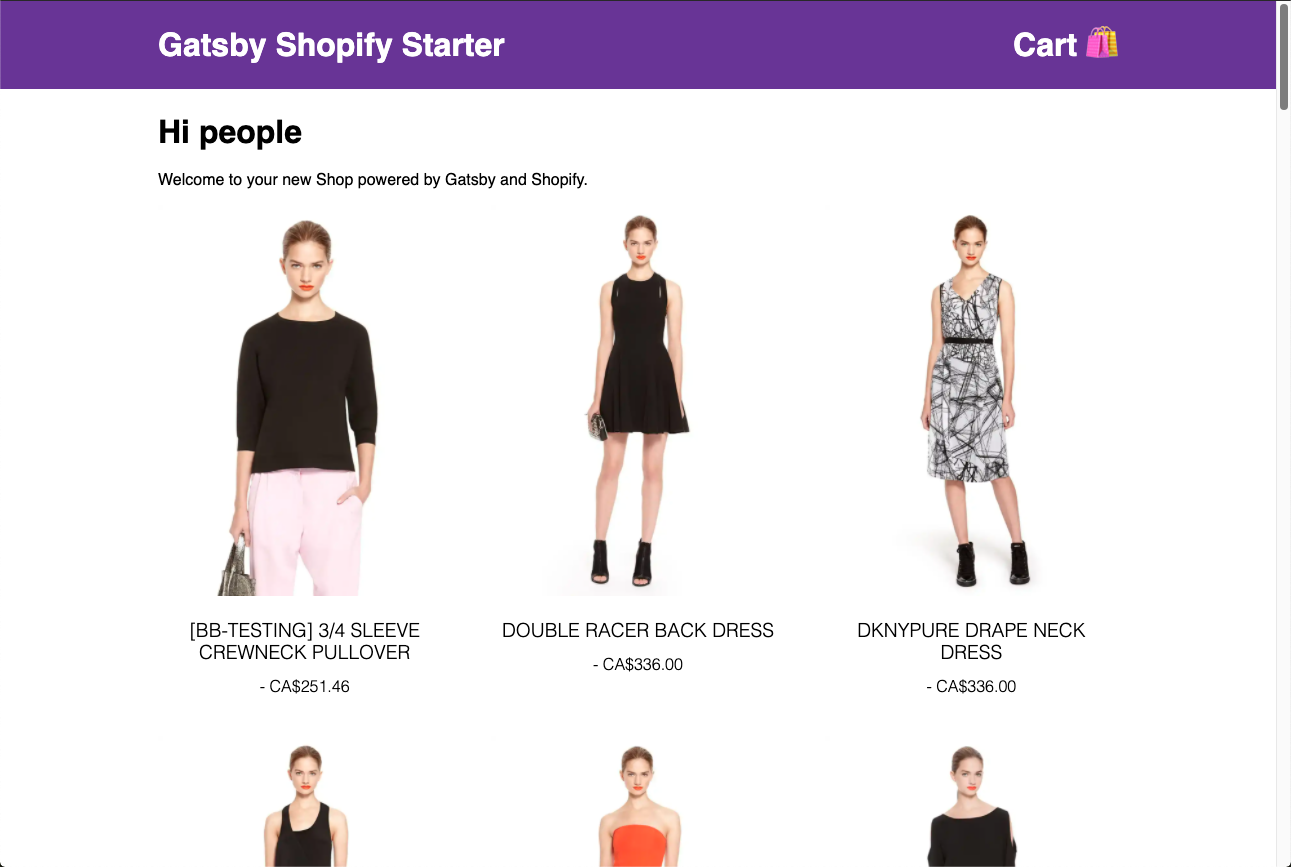 Gatsby Shopify Starter
Cart 🛍️
Hi people
Welcome to your new Shop powered by Gatsby and Shopify.
[BB-TESTING] 3/4 SLEEVE
CREWNECK PULLOVER
- CA$251.46
DOUBLE RACER BACK DRESS
- CA$336.00
DKNYPURE DRAPE NECK
DRESS
- CA$336.00